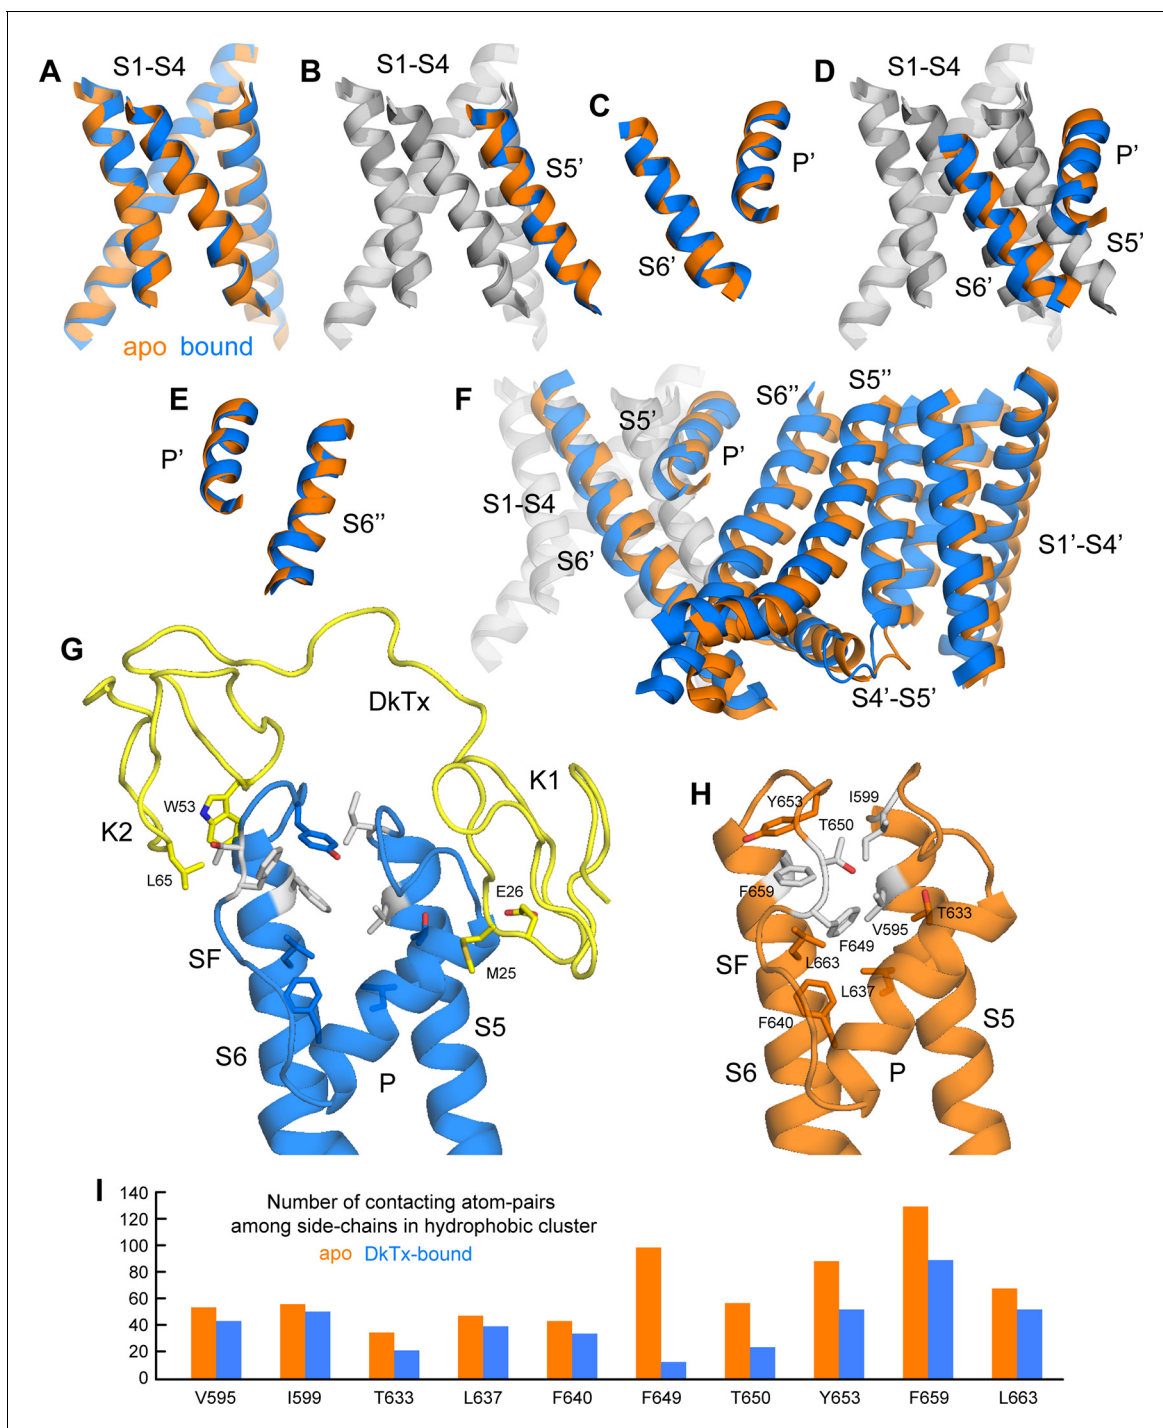 A
S1-S4
apo bound
B
S1-S4
S5'
C
P'
S6'
D
S1-S4
P'
S5'
S6'
E
P'
S6''
F
S6''
S5''
S5'
P'
S1-S4
S6'
S1'-S4'
S4'-S5'
G
DkTx
K1
W53
K2
L65
E26
SF
M25
S5
S6
P
H
Y653
I599
T650
F659
T633
V595
F649
SF
L663
L637
F640
S5
S6
P
I
Number of contacting atom-pairs
among side-chains in hydrophobic cluster
apo DkTx-bound
140
120
100
80
60
40
20
0
V595 I599 T633 L637 F640 F649 T650 Y653 F659 L663